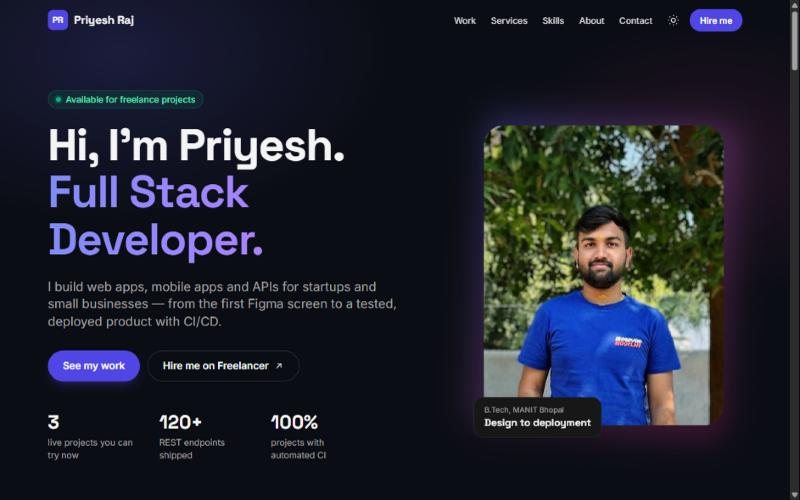 PR Priyesh Raj
Work Services Skills About Contact Hire me
Available for freelance projects
Hi, I'm Priyesh.
Full Stack
Developer.
I build web apps, mobile apps and APIs for startups and
small businesses — from the first Figma screen to a tested,
deployed product with CI/CD.
See my work Hire me on Freelancer ↗
3
live projects you can
try now
120+
REST endpoints
shipped
100%
projects with
automated CI
B.Tech, MANIT Bhopal
Design to deployment